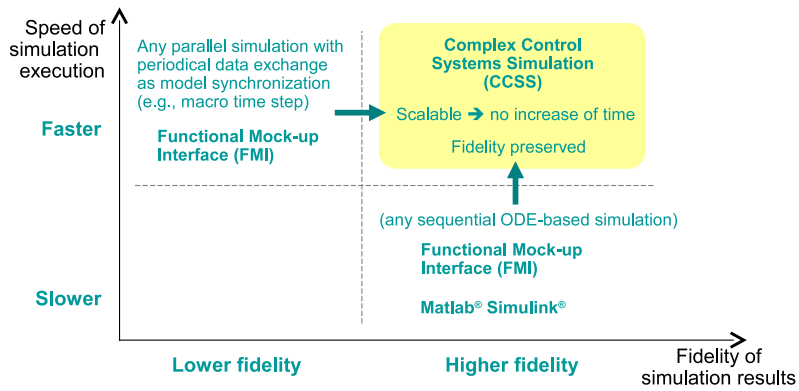 Speed of
simulation
execution
Any parallel simulation with
periodical data exchange
as model synchronization
(e.g., macro time step)
Functional Mock-up
Interface (FMI)
Complex Control
Systems Simulation
(CCSS)
Scalable ➔ no increase of time
Fidelity preserved
Faster
(any sequential ODE-based simulation)
Functional Mock-up
Interface (FMI)
Matlab® Simulink®
Slower
Lower fidelity
Higher fidelity
Fidelity of
simulation results